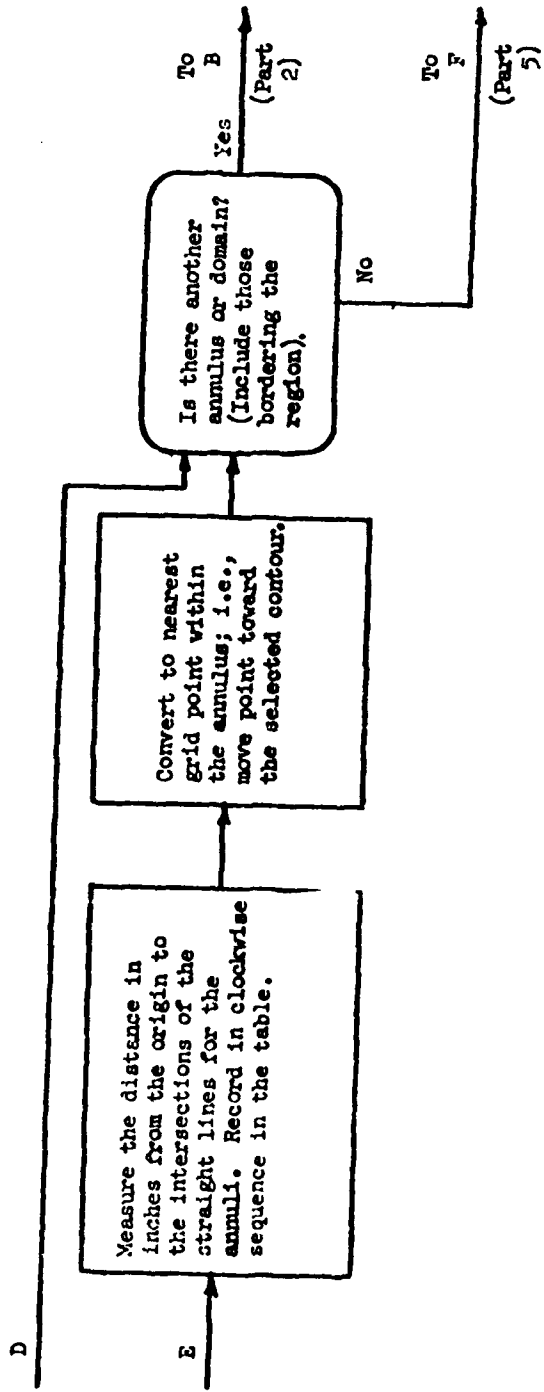 D
E
Measure the distance in
inches from the origin to
the intersections of the
straight lines for the
annuli. Record in clockwise
sequence in the table.
Convert to nearest
grid point within
the annulus; i.e.,
move point toward
the selected contour.
Is there another
annulus or domain?
(Include those
bordering the
region).
Yes
To
B
(Part
2)
No
To
F
(Part
5)